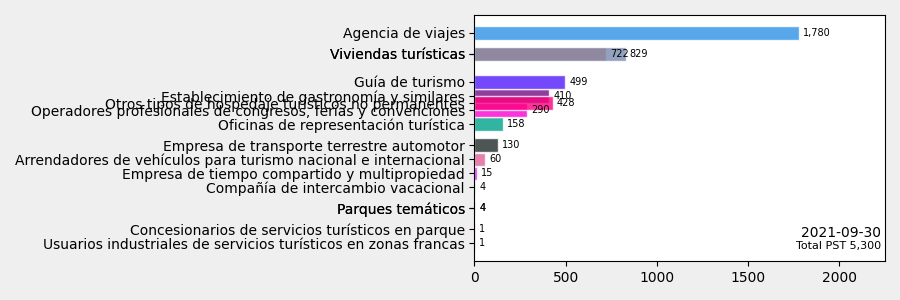 Agencia de viajes 1,780
Viviendas turísticas 722 829
Guía de turismo 499
Establecimiento de gastronomía y similares 410
Otros tipos de hospedaje turísticos no permanentes 428
Operadores profesionales de congresos, ferias y convenciones 290
Oficinas de representación turística 158
Empresa de transporte terrestre automotor 130
Arrendadores de vehículos para turismo nacional e internacional 60
Empresa de tiempo compartido y multipropiedad 15
Compañía de intercambio vacacional 4
Parques temáticos 4
Concesionarios de servicios turísticos en parque 1
Usuarios industriales de servicios turísticos en zonas francas 1
2021-09-30
Total PST 5,300
0 500 1000 1500 2000